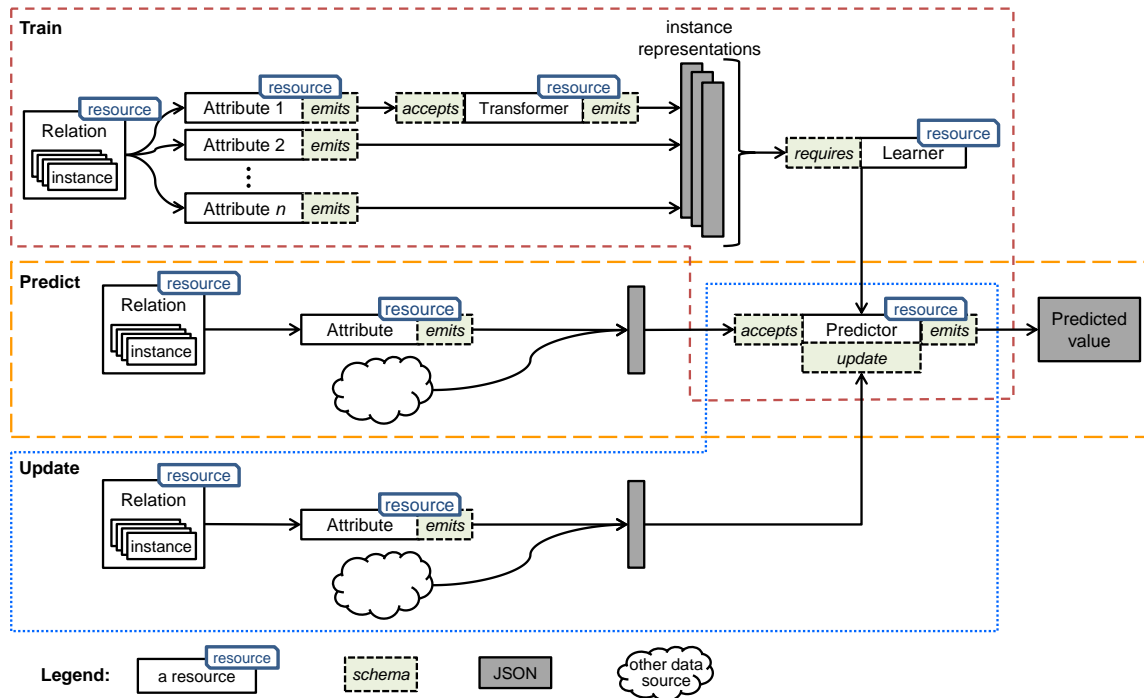 Train
instance
representations
resource
Relation
instance
resource
Attribute 1 emits
accepts Transformer emits
resource
Attribute 2 emits
Attribute n emits
resource
requires Learner
Predict
resource
Relation
instance
resource
Attribute emits
resource
accepts Predictor emits
update
Predicted
value
Update
resource
Relation
instance
resource
Attribute emits
Legend:
resource
a resource
schema
JSON
other data
source